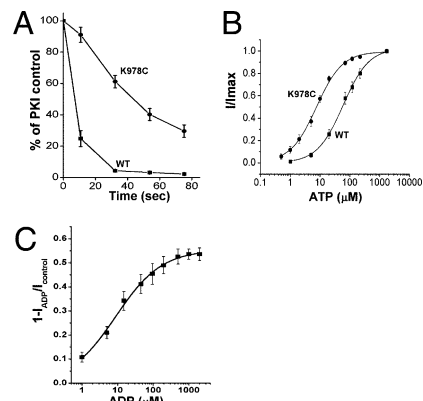 A
% of PKI control
100
80
60
40
20
0
K978C
WT
0 20 40 60 80
Time (sec)
B
I/Imax
1.0
0.8
0.6
0.4
0.2
0.0
K978C
WT
0.1 1 10 100 1000 10000
ATP (μM)
C
1-I_ADP/I_control
0.6
0.5
0.4
0.3
0.2
0.1
0.0
1 10 100 1000
ADP (μM)